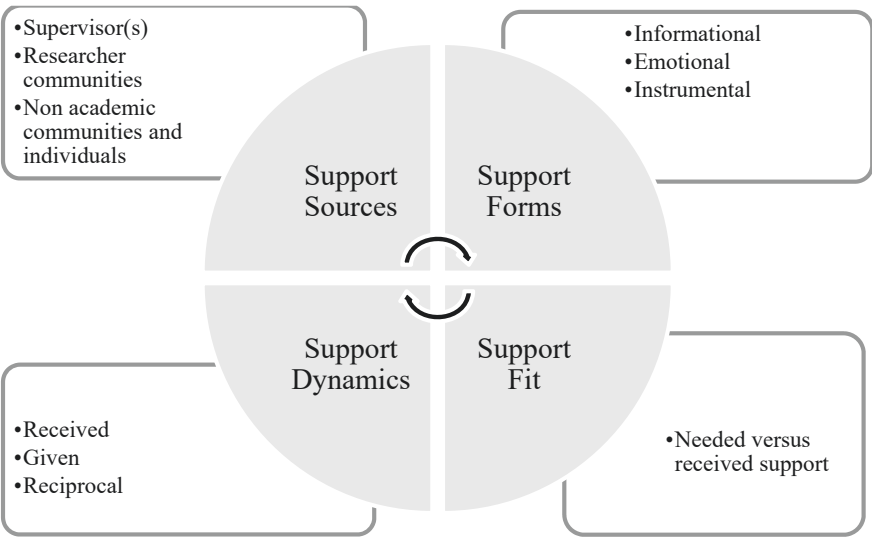 •Supervisor(s)
•Researcher
communities
•Non academic
communities and
individuals
•Informational
•Emotional
•Instrumental
Support
Sources
Support
Forms
Support
Dynamics
Support
Fit
•Received
•Given
•Reciprocal
•Needed versus
received support